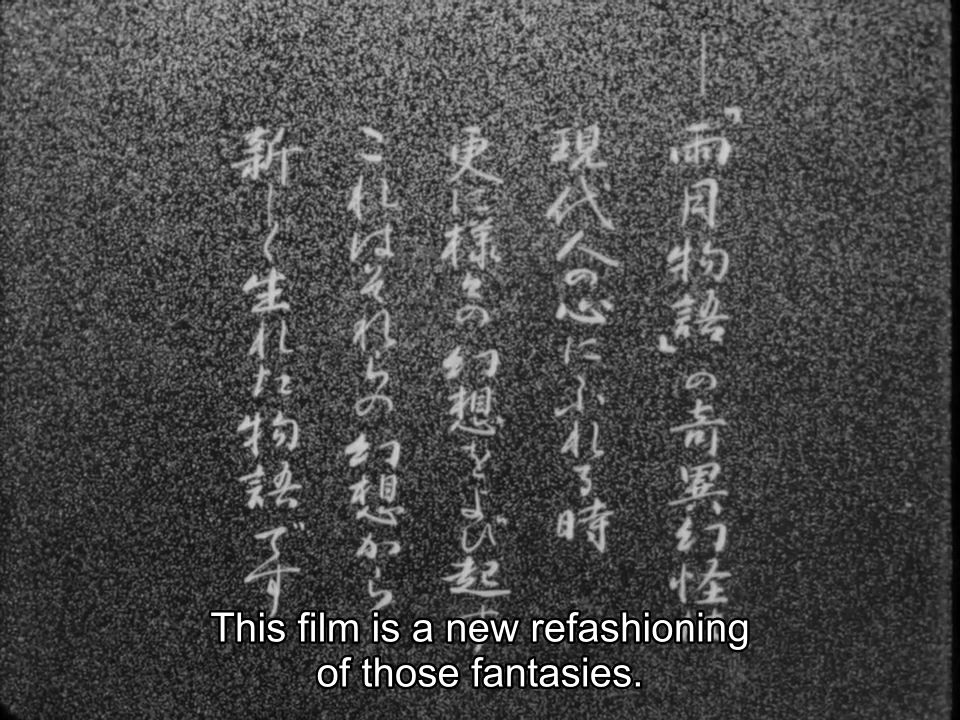 ―『雨月物語』の奇異幻怪
現代人の心にふれる時
更に様々の幻想をよび起す
これはそれらの幻想から
新しく生れた物語です
This film is a new refashioning
of those fantasies.